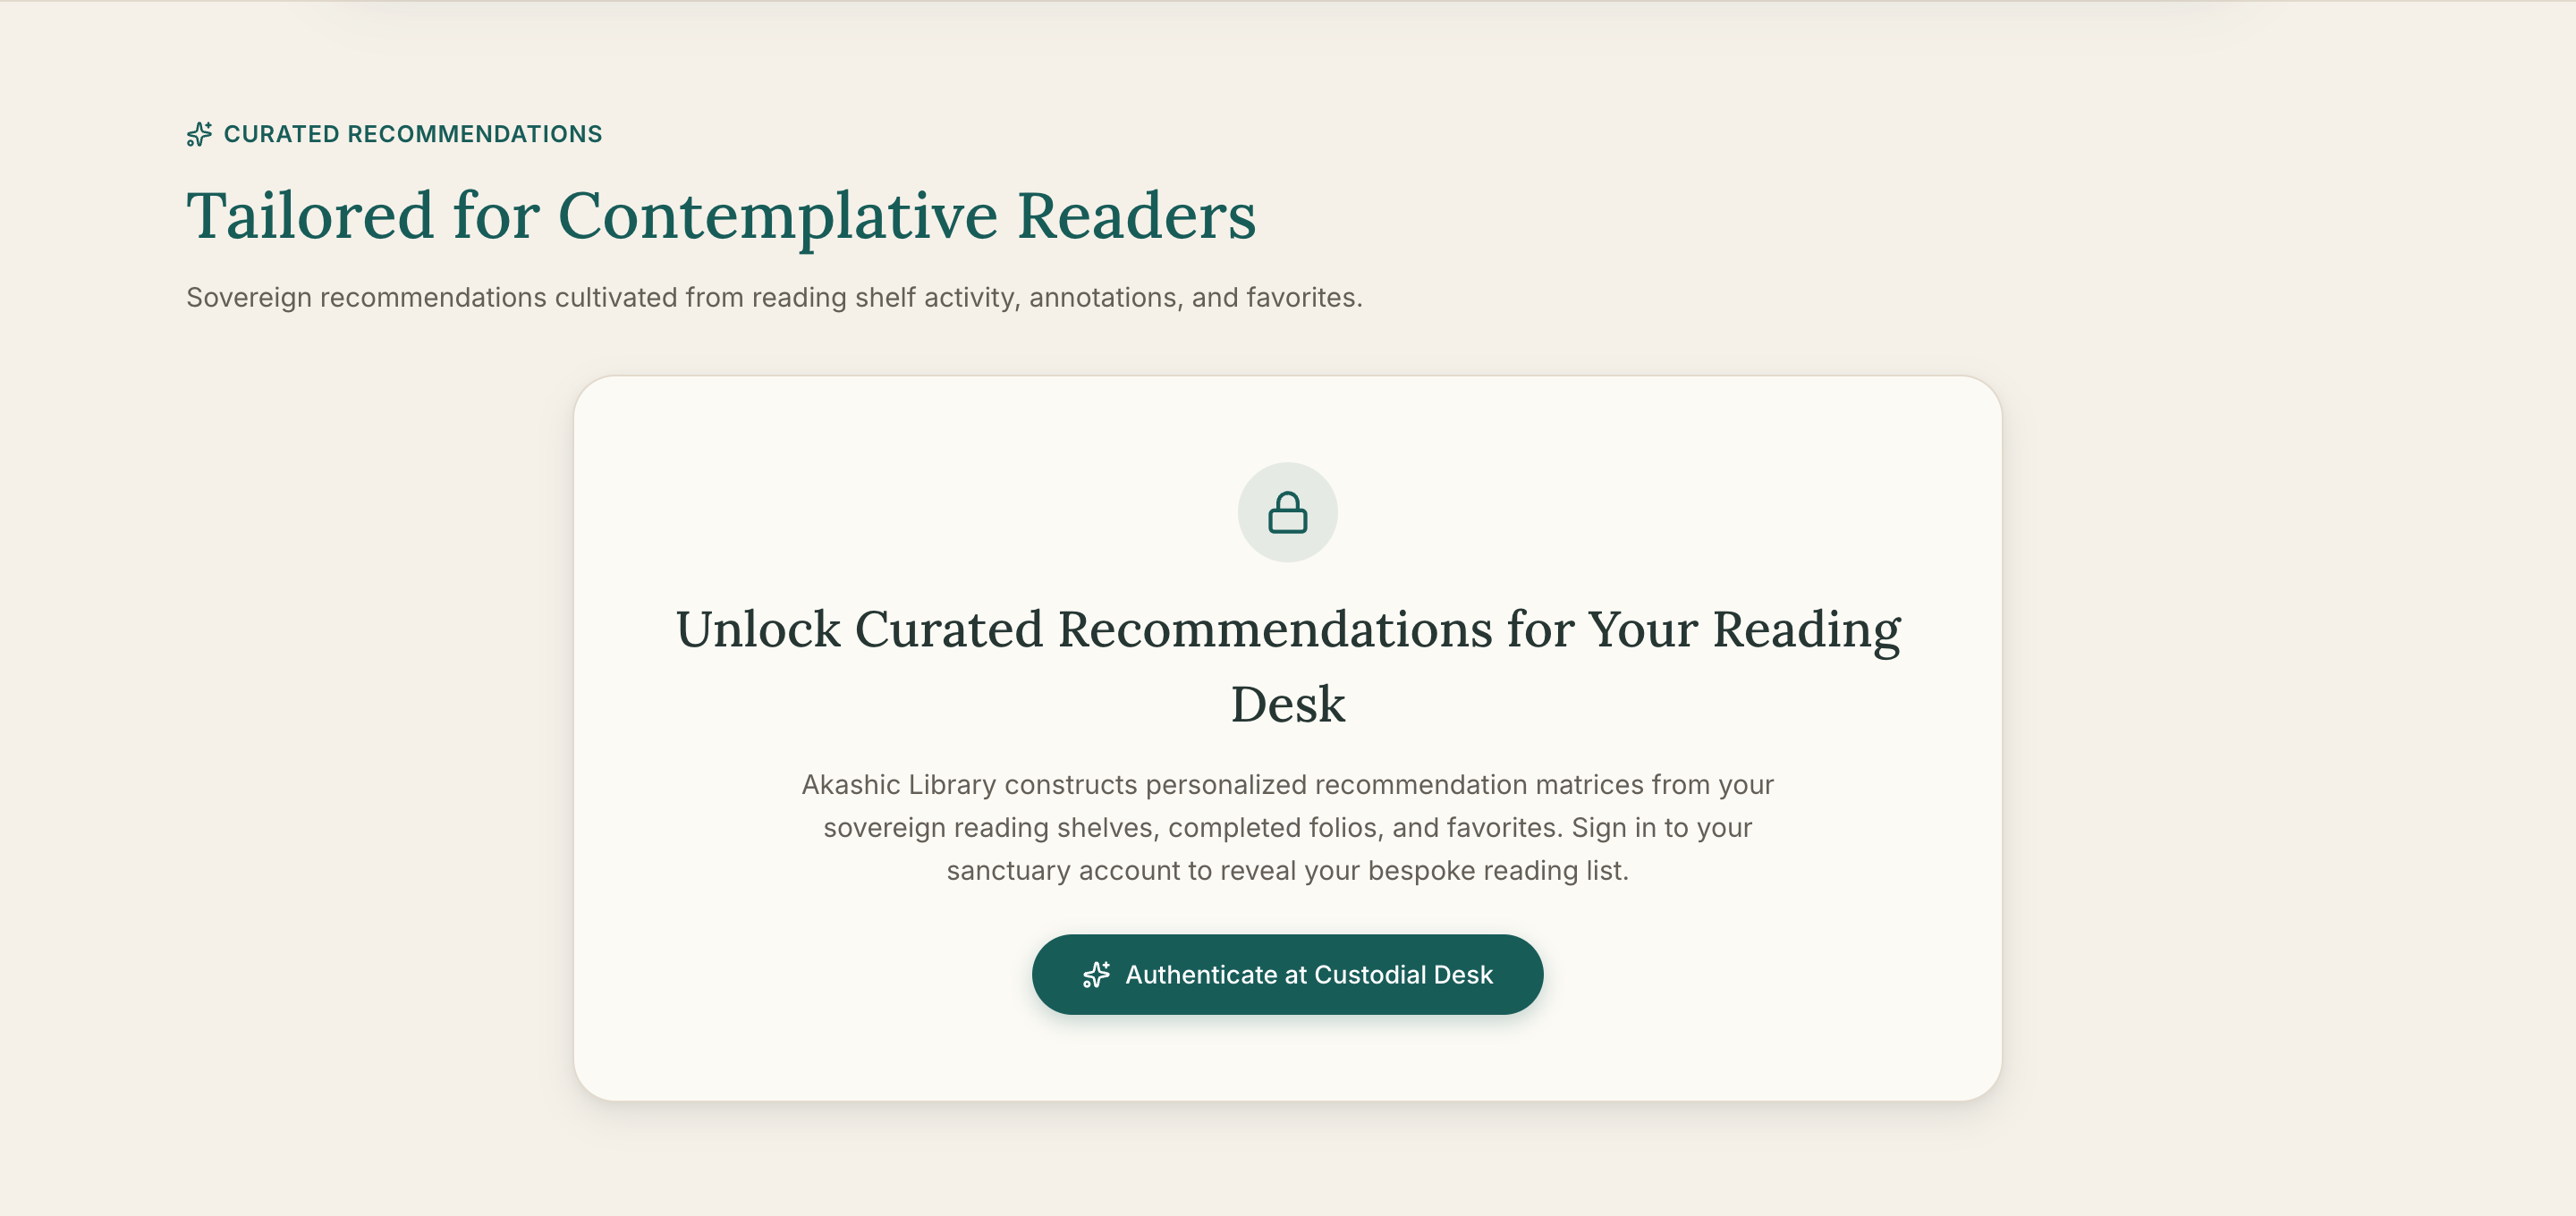 CURATED RECOMMENDATIONS
Tailored for Contemplative Readers
Sovereign recommendations cultivated from reading shelf activity, annotations, and favorites.
Unlock Curated Recommendations for Your Reading
Desk
Akashic Library constructs personalized recommendation matrices from your
sovereign reading shelves, completed folios, and favorites. Sign in to your
sanctuary account to reveal your bespoke reading list.
Authenticate at Custodial Desk